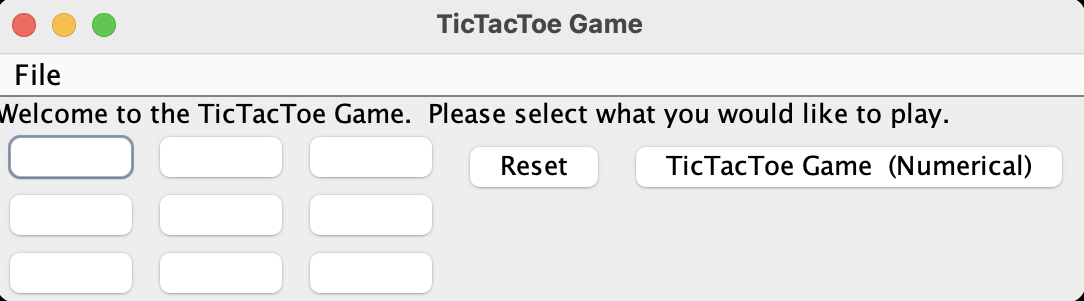 TicTacToe Game
File
Welcome to the TicTacToe Game.  Please select what you would like to play.
Reset
TicTacToe Game  (Numerical)